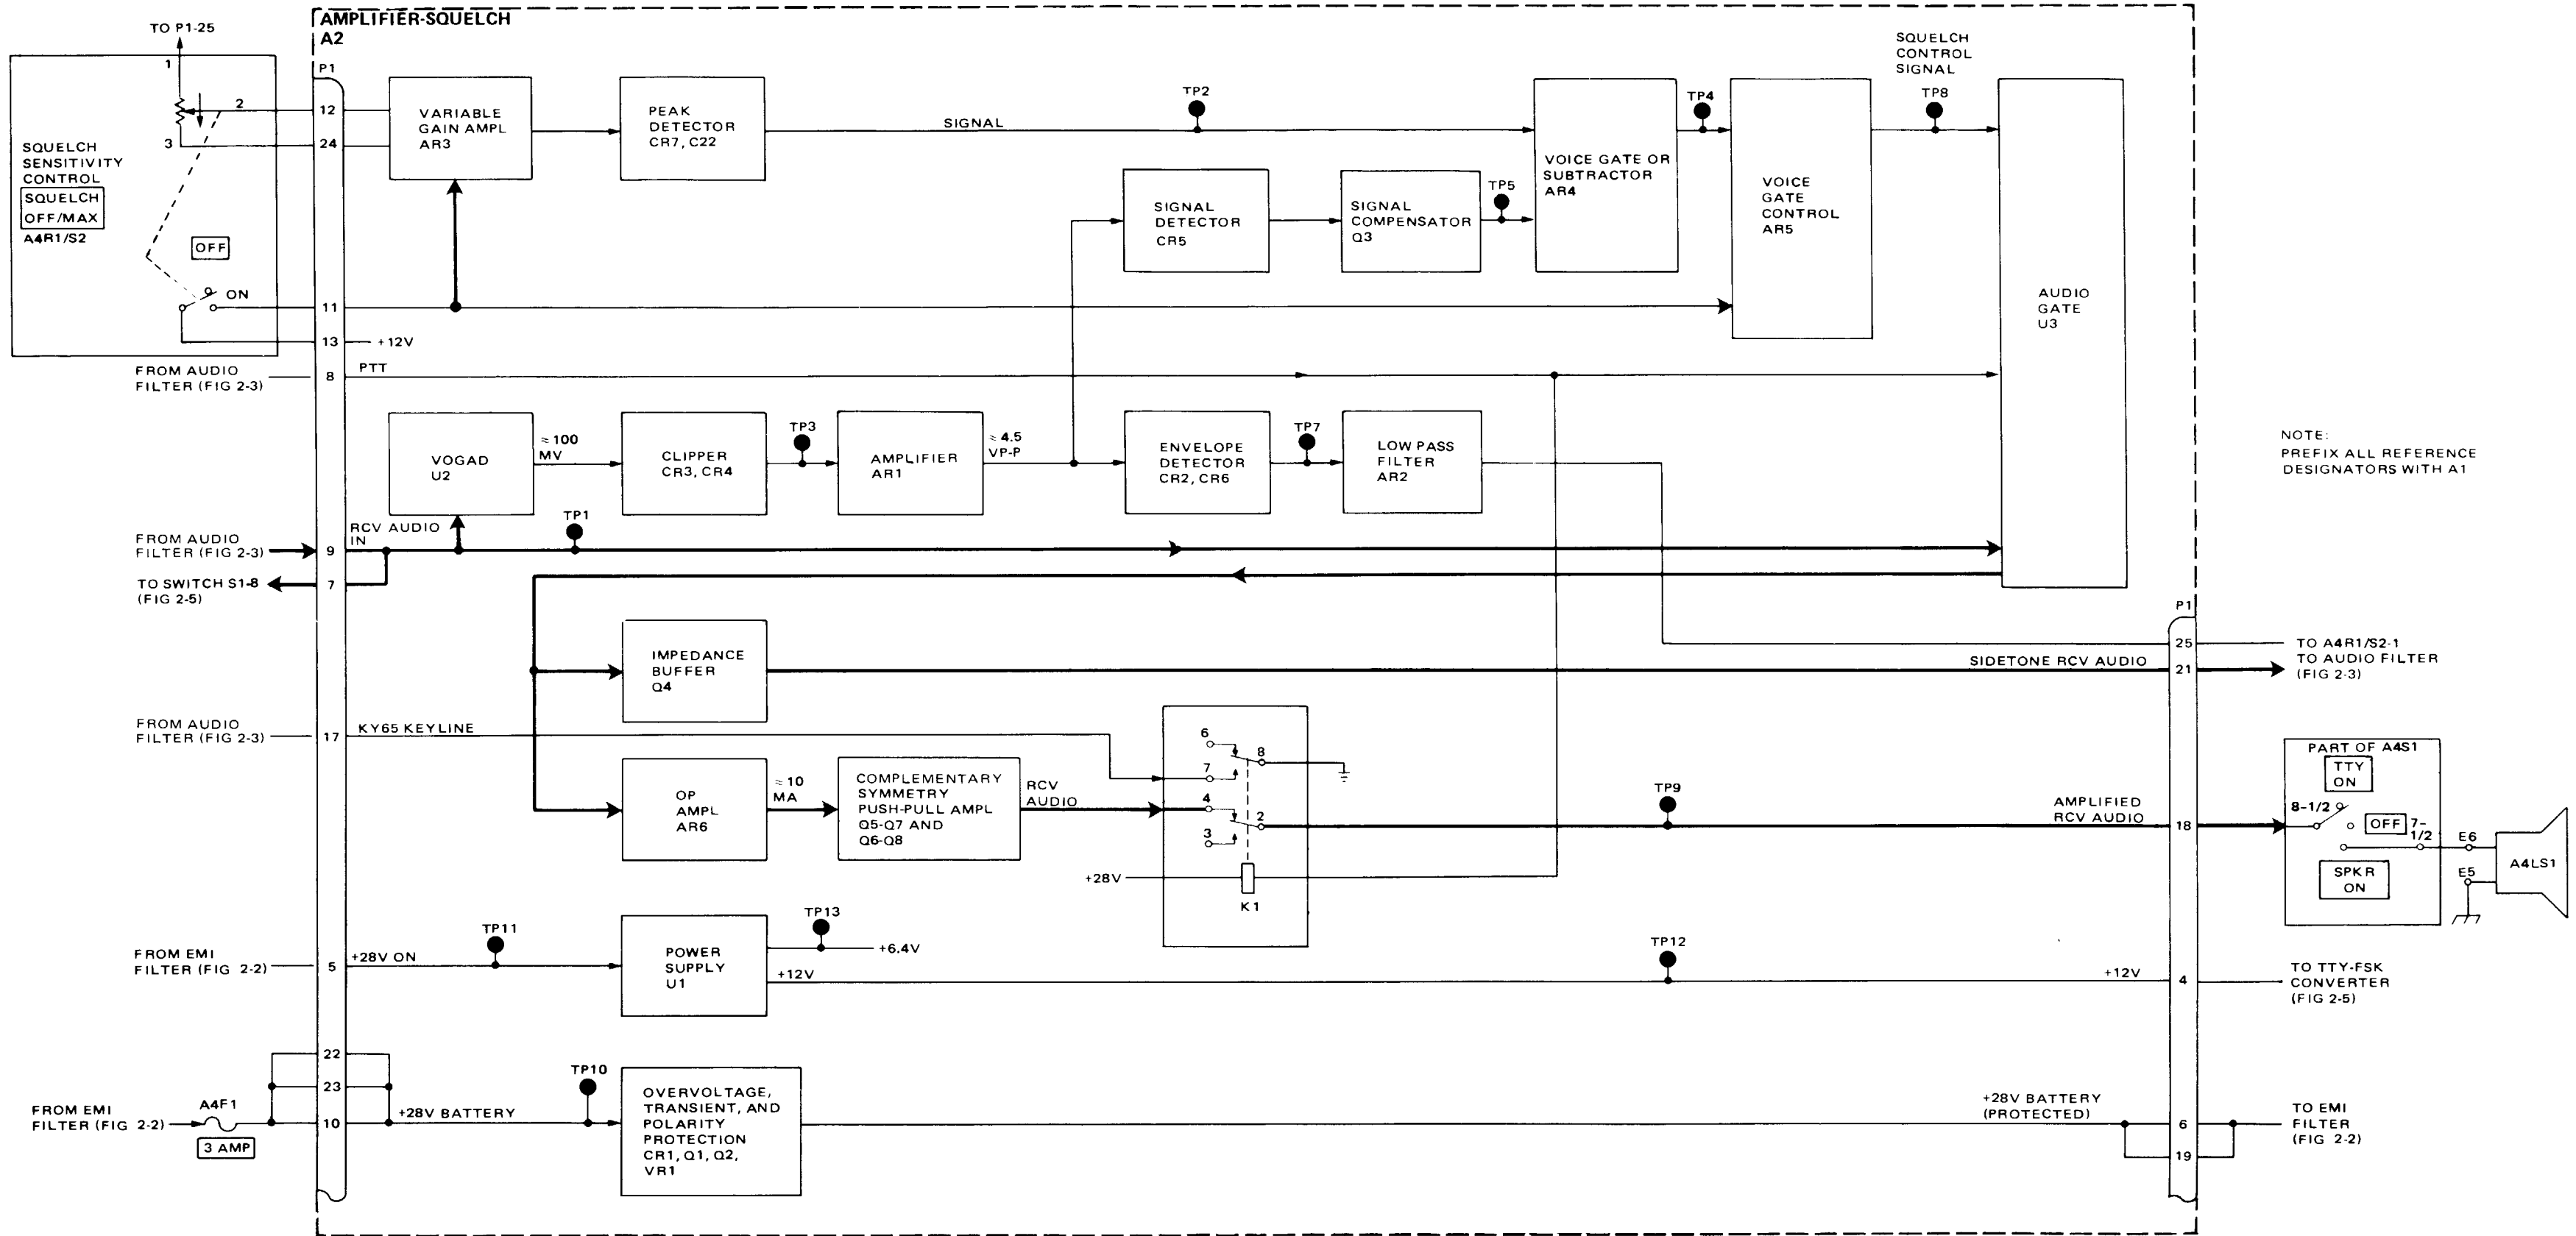 AMPLIFIER-SQUELCH
A2
TO P1-25
1
2
3
SQUELCH
SENSITIVITY
CONTROL
SQUELCH
OFF/MAX
A4R1/S2
OFF
ON
P1
12
24
11
13
+12V
VARIABLE
GAIN AMPL
AR3
PEAK
DETECTOR
CR7, C22
SIGNAL
TP2
SIGNAL
DETECTOR
CR5
SIGNAL
COMPENSATOR
Q3
TP5
VOICE GATE OR
SUBTRACTOR
AR4
TP4
VOICE
GATE
CONTROL
AR5
SQUELCH
CONTROL
SIGNAL
TP8
AUDIO
GATE
U3
FROM AUDIO
FILTER (FIG 2-3)
8
PTT
VOGAD
U2
≈ 100
MV
CLIPPER
CR3, CR4
TP3
AMPLIFIER
AR1
≈ 4.5
VP-P
ENVELOPE
DETECTOR
CR2, CR6
TP7
LOW PASS
FILTER
AR2
NOTE:
PREFIX ALL REFERENCE
DESIGNATORS WITH A1
FROM AUDIO
FILTER (FIG 2-3)
9
RCV AUDIO
IN
TP1
TO SWITCH S1-8
(FIG 2-5)
7
IMPEDANCE
BUFFER
Q4
P1
25
TO A4R1/S2-1
SIDETONE RCV AUDIO
21
TO AUDIO FILTER
(FIG 2-3)
FROM AUDIO
FILTER (FIG 2-3)
17
KY65 KEYLINE
OP
AMPL
AR6
≈ 10
MA
COMPLEMENTARY
SYMMETRY
PUSH-PULL AMPL
Q5-Q7 AND
Q6-Q8
RCV
AUDIO
6
8
7
4
2
3
+28V
K1
TP9
AMPLIFIED
RCV AUDIO
18
PART OF A4S1
TTY
ON
8-1/2
OFF
7-
1/2
SPKR
ON
E6
E5
A4LS1
FROM EMI
FILTER (FIG 2-2)
5
+28V ON
TP11
POWER
SUPPLY
U1
TP13
+6.4V
+12V
TP12
+12V
4
TO TTY-FSK
CONVERTER
(FIG 2-5)
22
23
10
FROM EMI
FILTER (FIG 2-2)
A4F1
3 AMP
+28V BATTERY
TP10
OVERVOLTAGE,
TRANSIENT, AND
POLARITY
PROTECTION
CR1, Q1, Q2,
VR1
+28V BATTERY
(PROTECTED)
6
19
TO EMI
FILTER
(FIG 2-2)